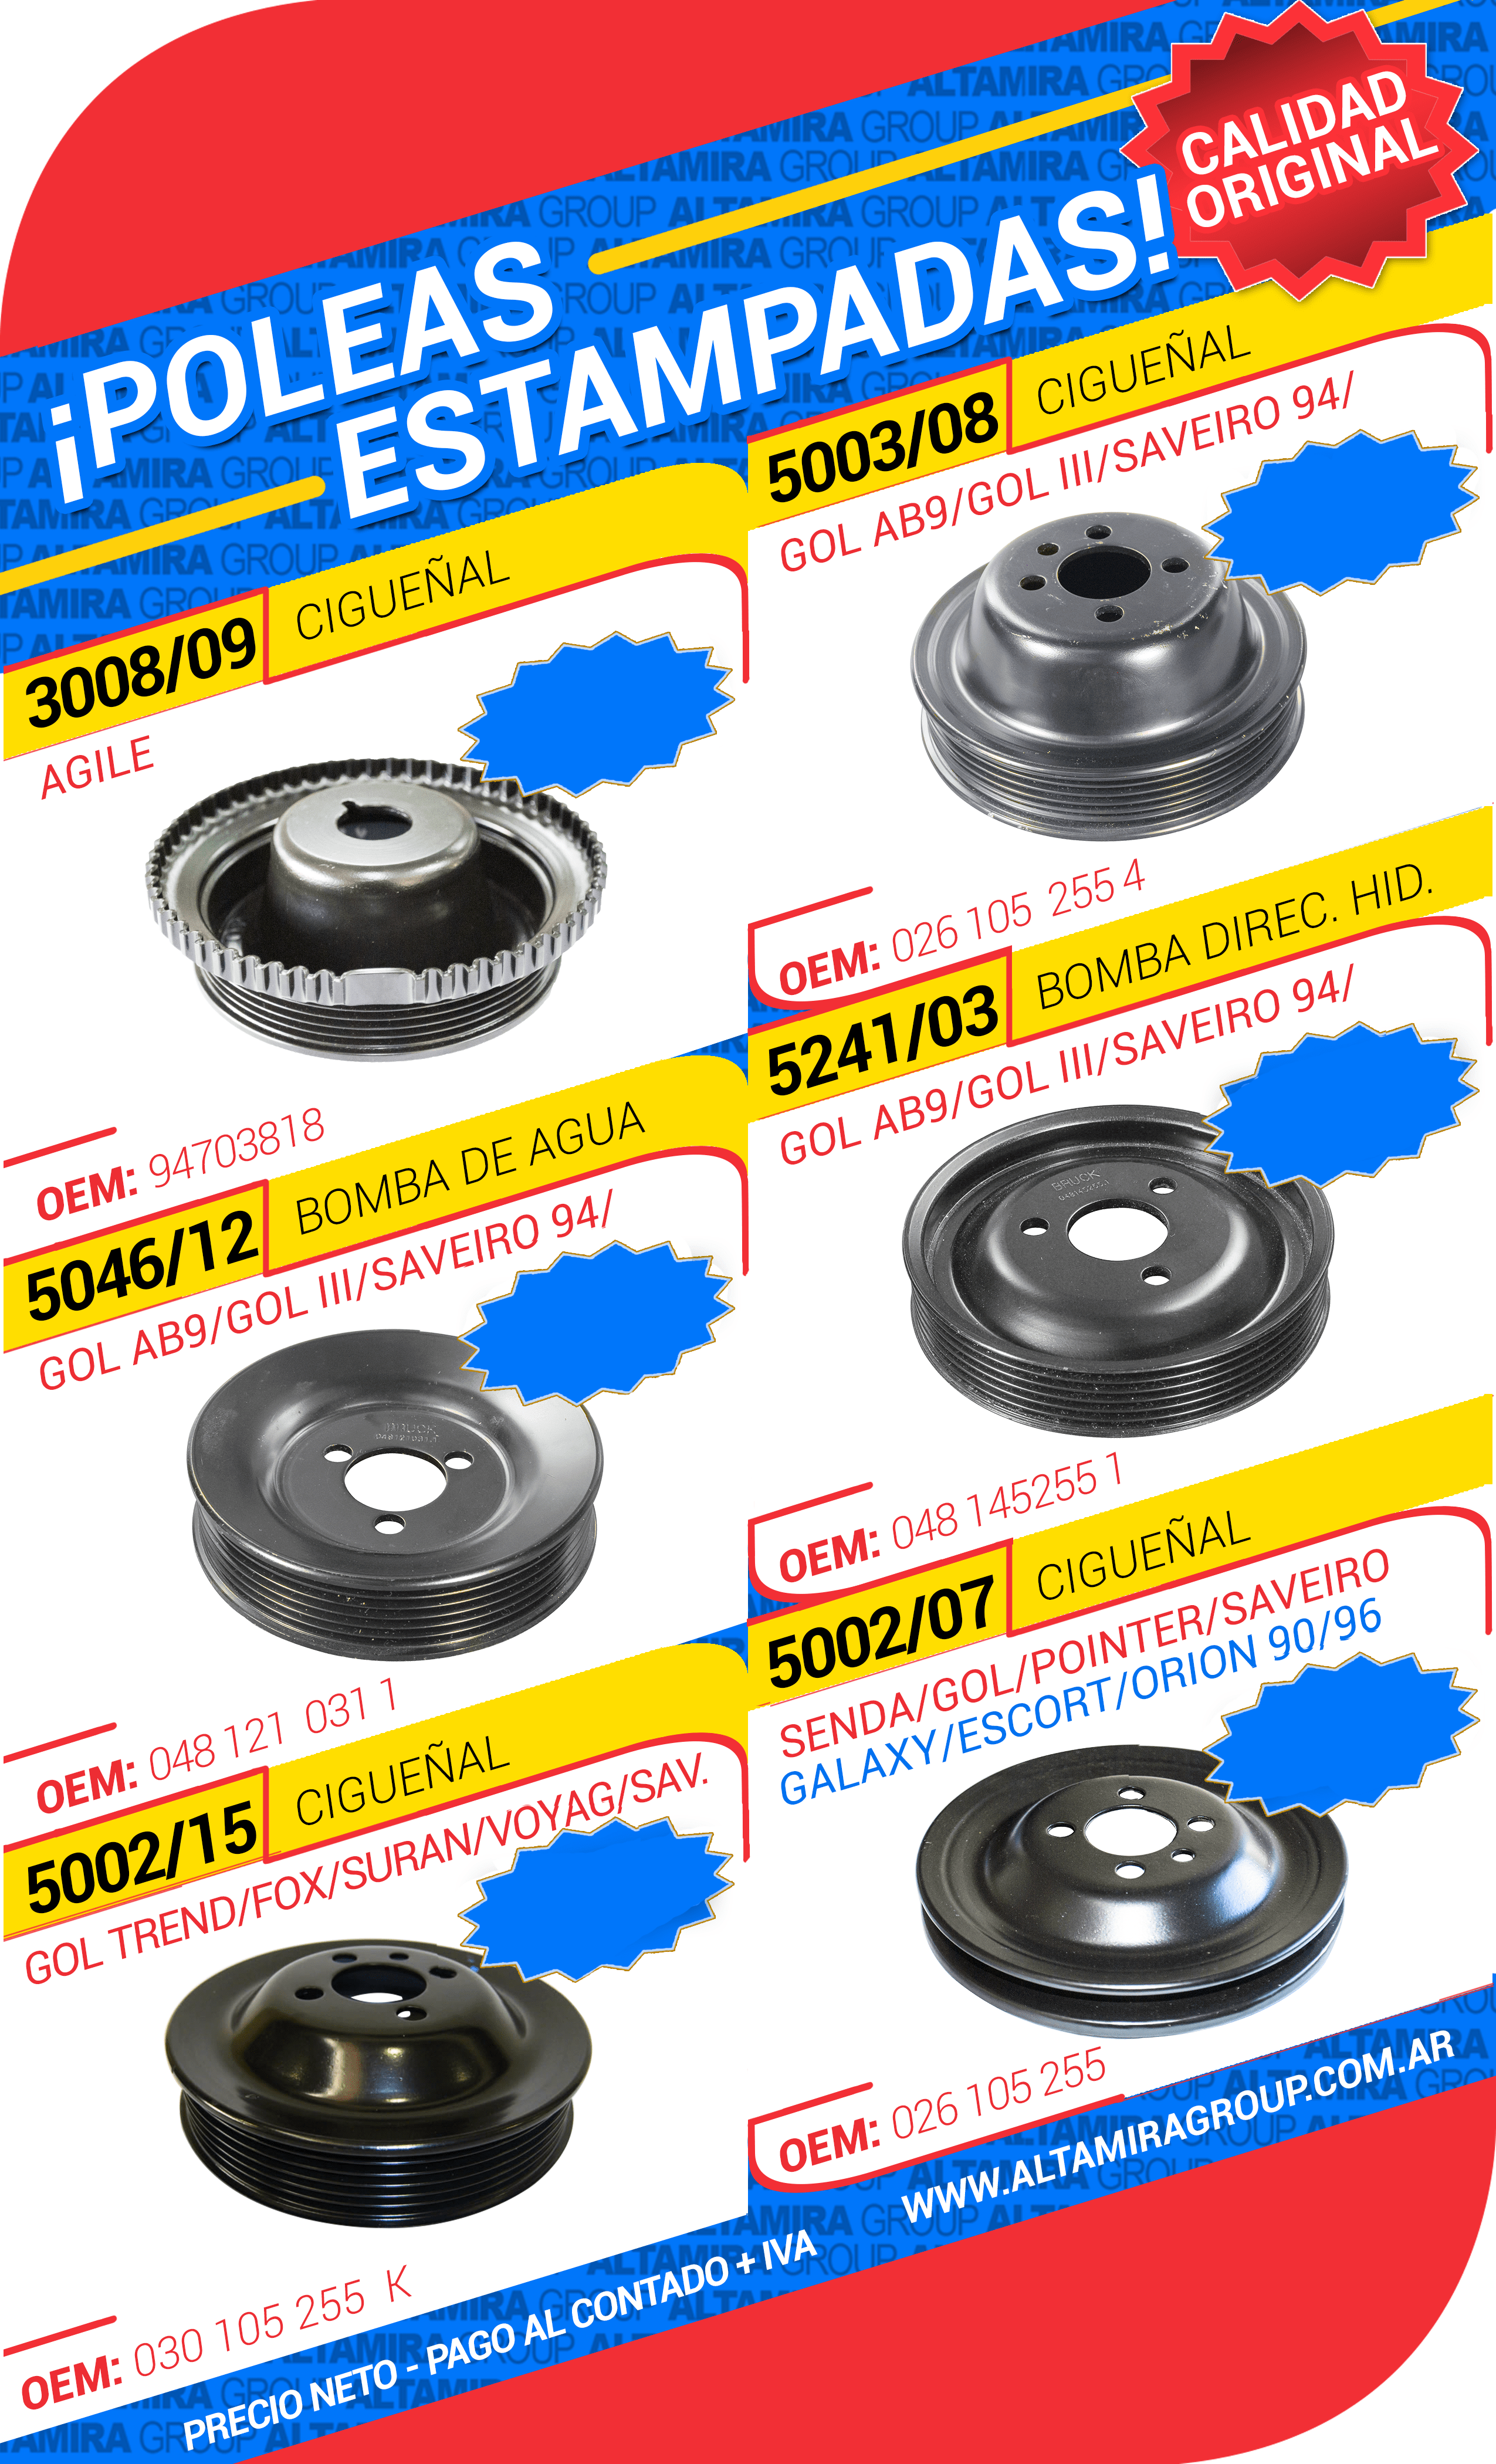 CALIDAD
ORIGINAL
¡POLEAS
ESTAMPADAS!
3008/09
CIGUEÑAL
AGILE
OEM: 94703818
5046/12
BOMBA DE AGUA
GOL AB9/GOL III/SAVEIRO 94/
BRUCK
OEM: 048 121 031 1
5002/15
CIGUEÑAL
GOL TREND/FOX/SURAN/VOYAG/SAV.
OEM: 030 105 255 K
5003/08
CIGUEÑAL
GOL AB9/GOL III/SAVEIRO 94/
OEM: 026 105 255 4
5241/03
BOMBA DIREC. HID.
GOL AB9/GOL III/SAVEIRO 94/
BRUCK
OEM: 048 145255 1
5002/07
CIGUEÑAL
SENDA/GOL/POINTER/SAVEIRO
GALAXY/ESCORT/ORION 90/96
OEM: 026 105 255
PRECIO NETO - PAGO AL CONTADO + IVA
WWW.ALTAMIRAGROUP.COM.AR
ALTAMIRA GROUP